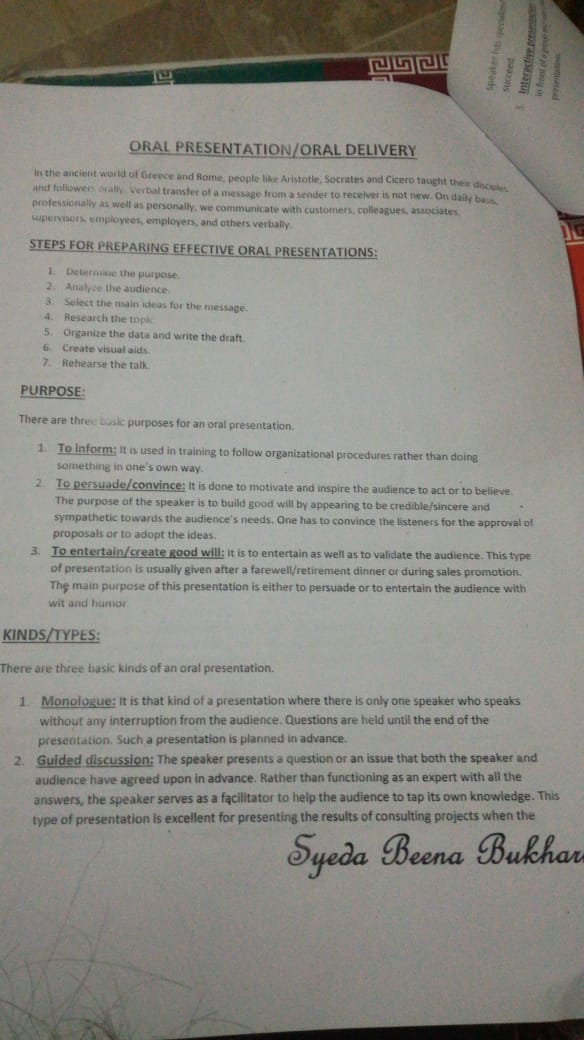 speaker has
succeed.
3. Interactive presentation
in front of a
presentations.
ORAL PRESENTATION/ORAL DELIVERY
In the ancient world of Greece and Rome, people like Aristotle, Socrates and Cicero taught their disciples
and followers orally. Verbal transfer of a message from a sender to receiver is not new. On daily basis,
professionally as well as personally, we communicate with customers, colleagues, associates,
supervisors, employees, employers, and others verbally.
STEPS FOR PREPARING EFFECTIVE ORAL PRESENTATIONS:
1. Determine the purpose.
2. Analyze the audience.
3. Select the main ideas for the message.
4. Research the topic.
5. Organize the data and write the draft.
6. Create visual aids.
7. Rehearse the talk.
PURPOSE:
There are three basic purposes for an oral presentation.
1. To inform: It is used in training to follow organizational procedures rather than doing
something in one's own way.
2. To persuade/convince: It is done to motivate and inspire the audience to act or to believe.
The purpose of the speaker is to build good will by appearing to be credible/sincere and
sympathetic towards the audience's needs. One has to convince the listeners for the approval of
proposals or to adopt the ideas.
3. To entertain/create good will: It is to entertain as well as to validate the audience. This type
of presentation is usually given after a farewell/retirement dinner or during sales promotion.
The main purpose of this presentation is either to persuade or to entertain the audience with
wit and humor
KINDS/TYPES:
There are three basic kinds of an oral presentation.
1. Monologue: It is that kind of a presentation where there is only one speaker who speaks
without any interruption from the audience. Questions are held until the end of the
presentation. Such a presentation is planned in advance.
2. Guided discussion: The speaker presents a question or an issue that both the speaker and
audience have agreed upon in advance. Rather than functioning as an expert with all the
answers, the speaker serves as a facilitator to help the audience to tap its own knowledge. This
type of presentation is excellent for presenting the results of consulting projects when the
Syeda Beena Bukhari